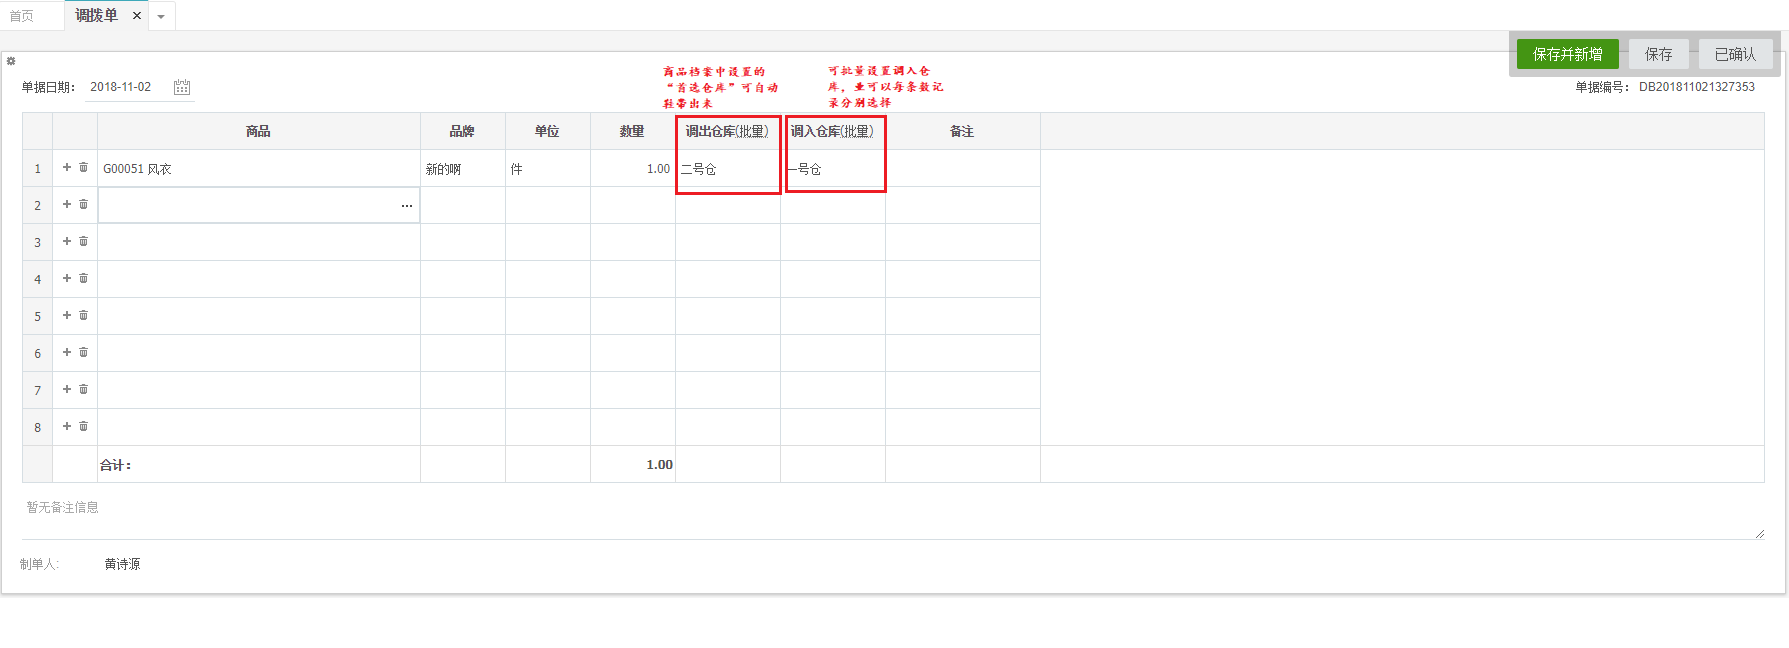 首页
调拨单
保存并新增 保存 已确认
单据日期: 2018-11-02
商品档案中设置的
“首选仓库”可自动
鞋带出来
可批量设置调入仓
库，并可以每条数记
录分别选择
单据编号: DB201811021327353
商品 品牌 单位 数量 调出仓库(批量) 调入仓库(批量) 备注
1 G00051 风衣 新的啊 件 1.00 二号仓 一号仓
2 ...
3
4
5
6
7
8
合计: 1.00
暂无备注信息
制单人: 黄诗源